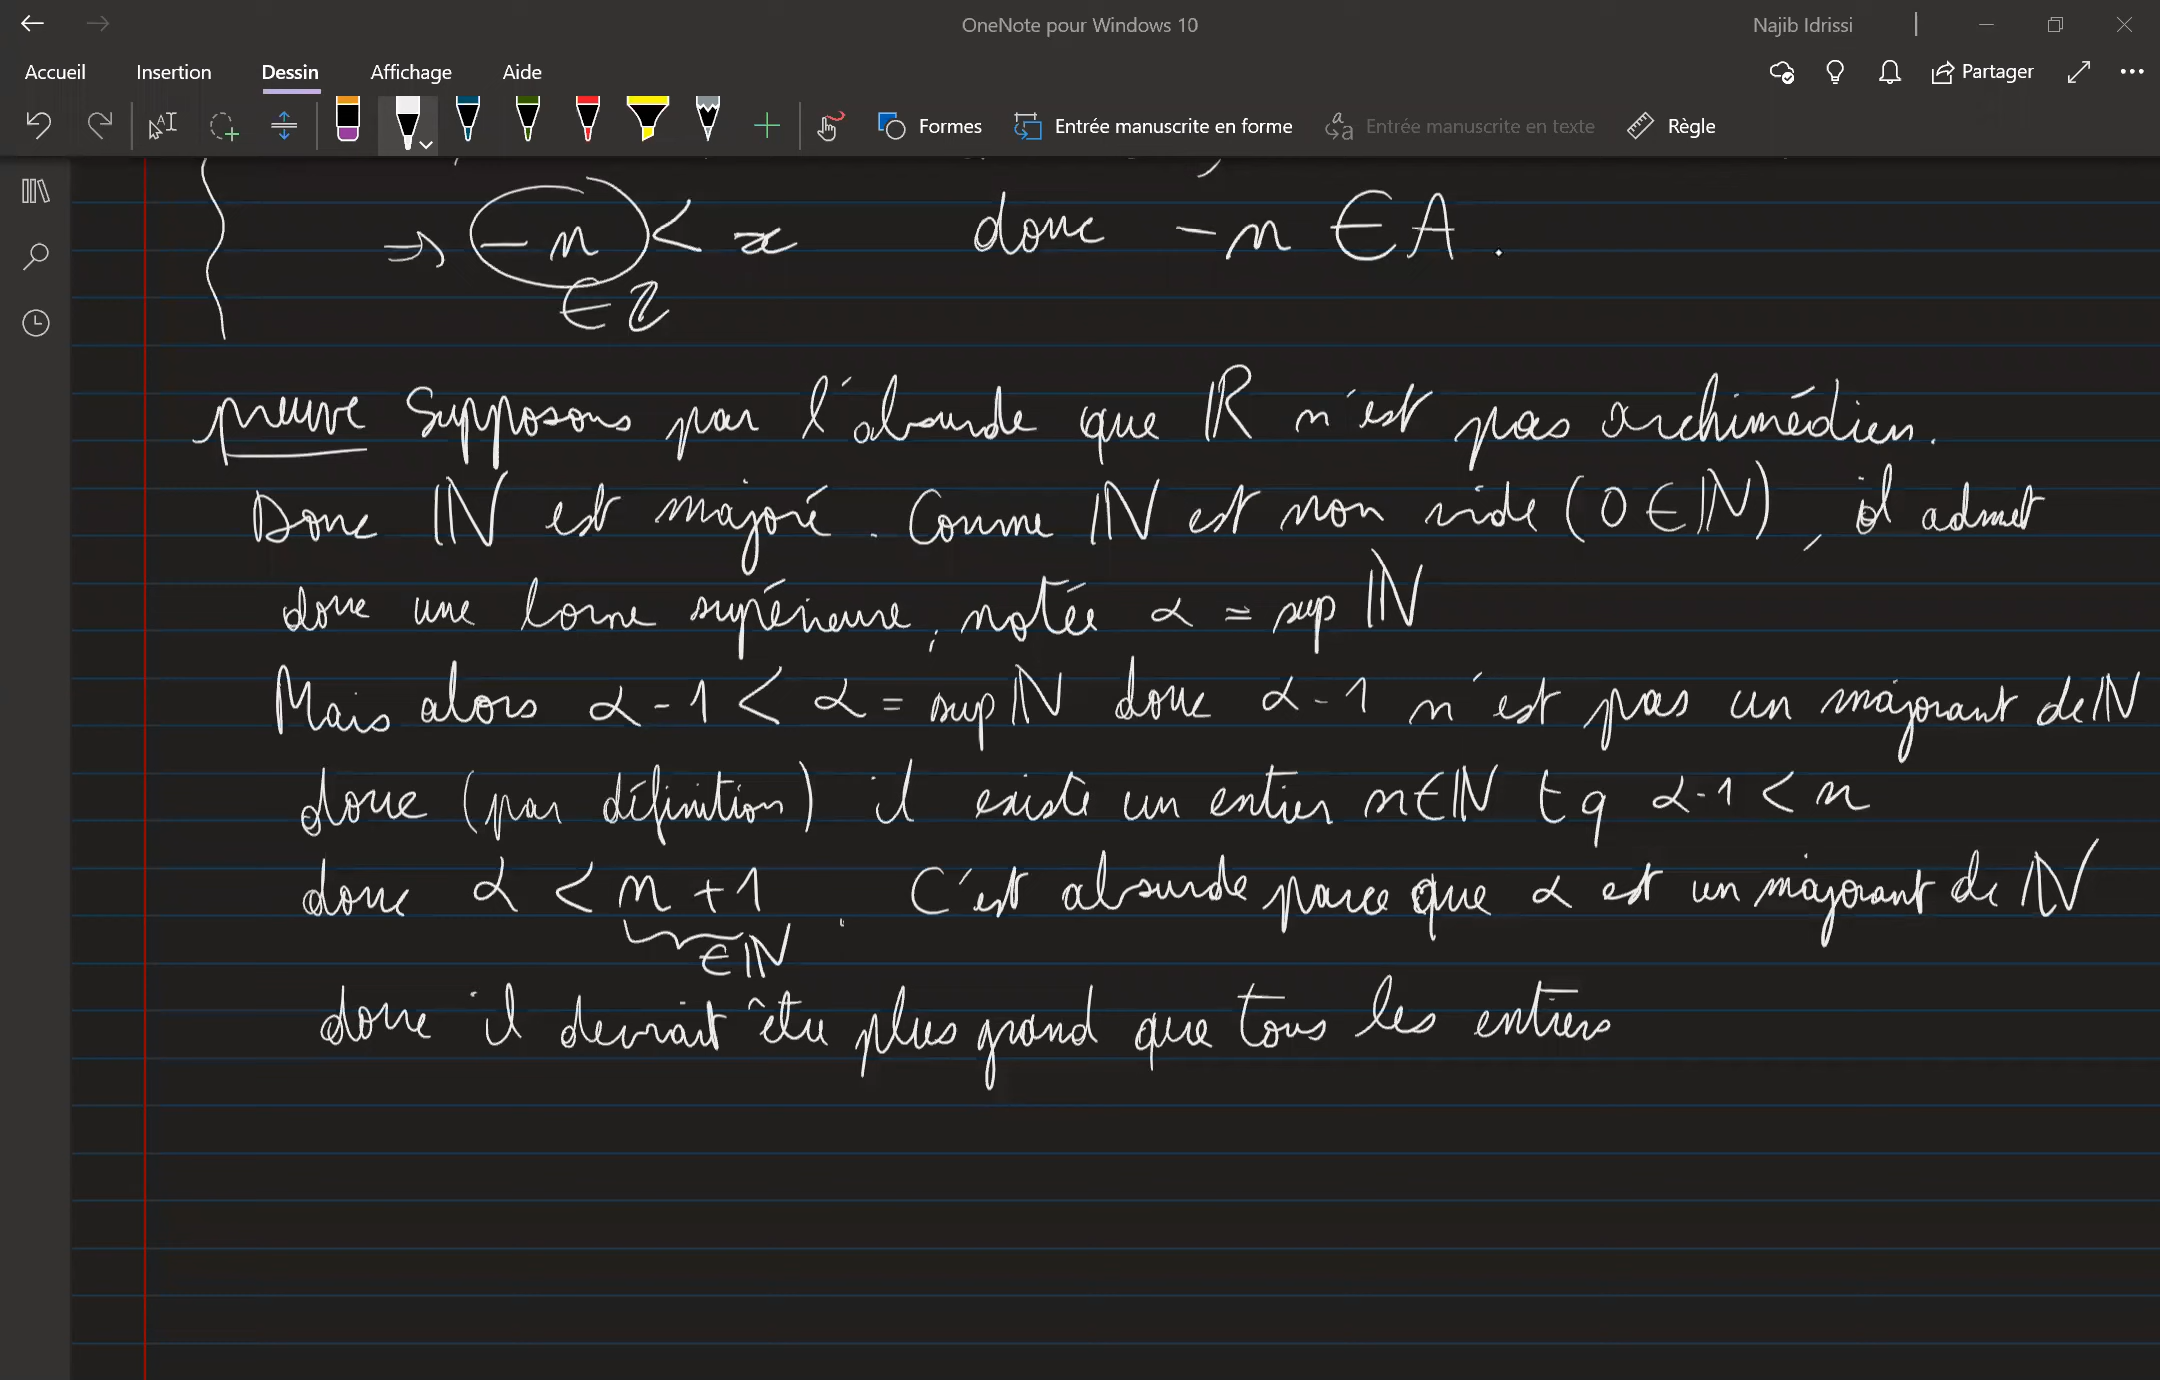 OneNote pour Windows 10
Najib Idrissi
Accueil Insertion Dessin Affichage Aide
Partager
Formes Entrée manuscrite en forme Entrée manuscrite en texte Règle
⇒ -n < x donc -n ∈ A.
∈ ℤ
preuve Supposons par l'absurde que ℝ n'est pas archimédien.
Donc ℕ est majoré. Comme ℕ est non vide (0 ∈ ℕ), il admet
donc une borne supérieure, notée α = sup ℕ
Mais alors α - 1 < α = sup ℕ donc α - 1 n'est pas un majorant de ℕ
donc (par définition) il existe un entier n ∈ ℕ tq α - 1 < n
donc α < n + 1. C'est absurde parce que α est un majorant de ℕ
∈ ℕ
donc il devrait être plus grand que tous les entiers